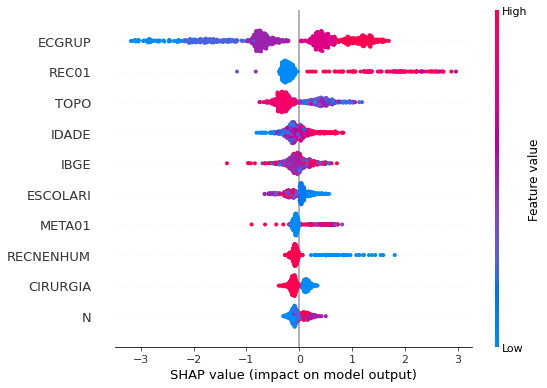 High
ECGRUP
REC01
TOPO
IDADE
IBGE
ESCOLARI
META01
RECNENHUM
CIRURGIA
N
Feature value
Low
−3 −2 −1 0 1 2 3
SHAP value (impact on model output)